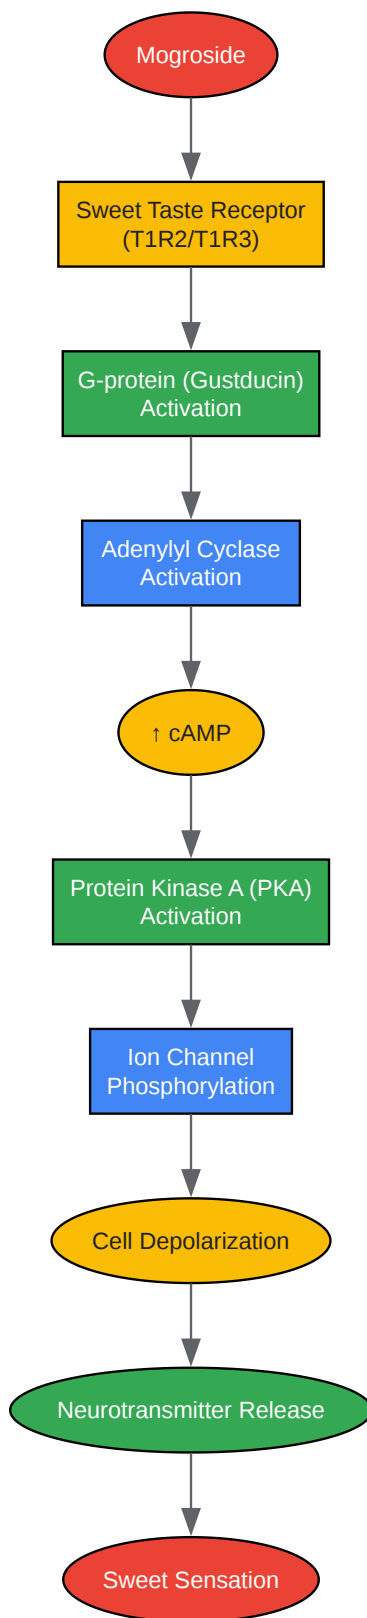 Mogroside
Sweet Taste Receptor
(T1R2/T1R3)
G-protein (Gustducin)
Activation
Adenylyl Cyclase
Activation
↑ cAMP
Protein Kinase A (PKA)
Activation
Ion Channel
Phosphorylation
Cell Depolarization
Neurotransmitter Release
Sweet Sensation